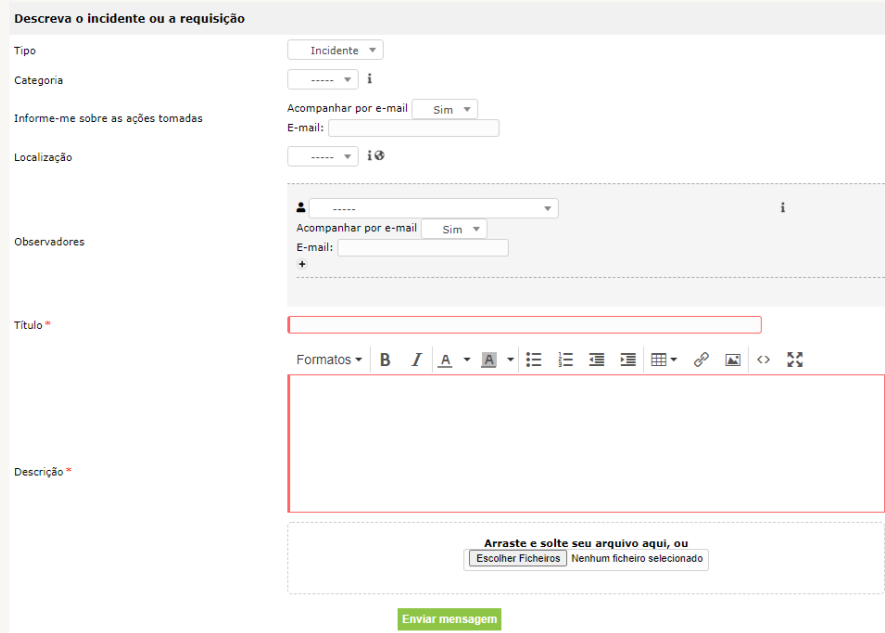 Descreva o incidente ou a requisição
Tipo
Incidente
Categoria
-----
Informe-me sobre as ações tomadas
Acompanhar por e-mail Sim
E-mail:
Localização
-----
Observadores
-----
Acompanhar por e-mail Sim
E-mail:
+
Título *
Formatos B I A A
Descrição *
Arraste e solte seu arquivo aqui, ou
Escolher Ficheiros Nenhum ficheiro selecionado
Enviar mensagem